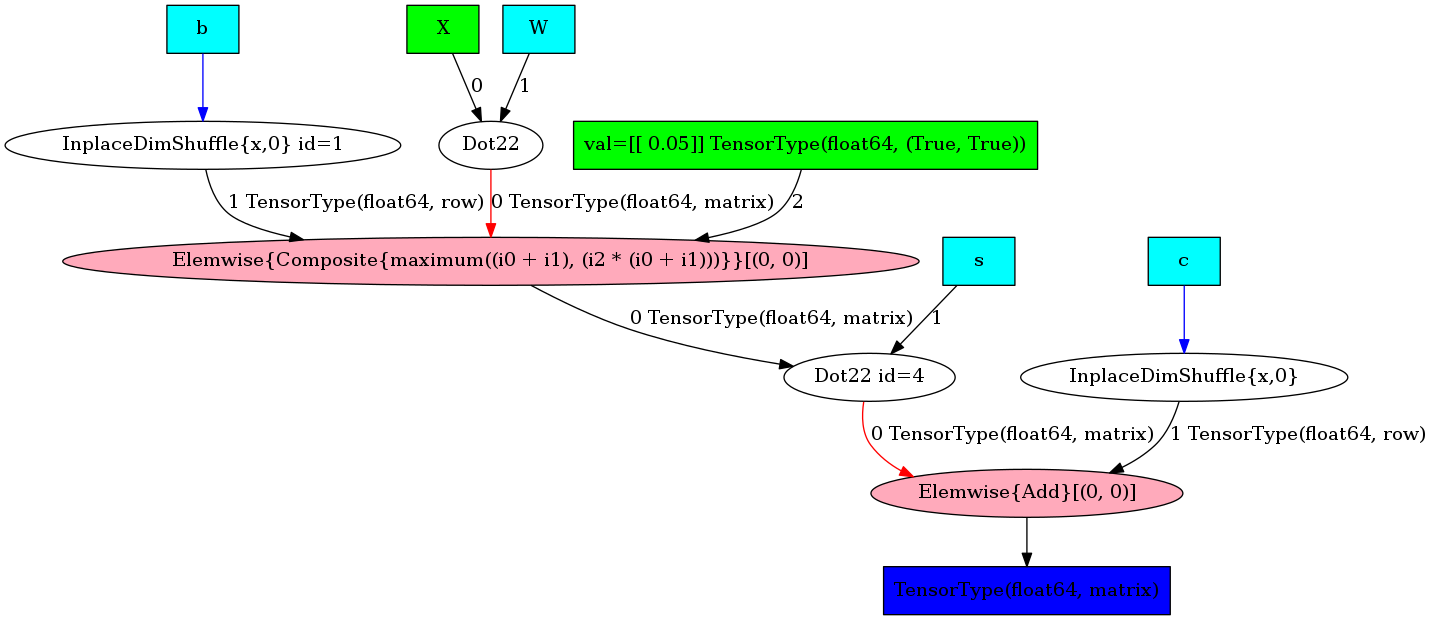 b
X
W
0
1
InplaceDimShuffle{x,0} id=1
Dot22
val=[[ 0.05]] TensorType(float64, (True, True))
1 TensorType(float64, row)
0 TensorType(float64, matrix)
2
Elemwise{Composite{maximum((i0 + i1), (i2 * (i0 + i1)))}}[(0, 0)]
s
c
0 TensorType(float64, matrix)
1
Dot22 id=4
InplaceDimShuffle{x,0}
0 TensorType(float64, matrix)
1 TensorType(float64, row)
Elemwise{Add}[(0, 0)]
TensorType(float64, matrix)